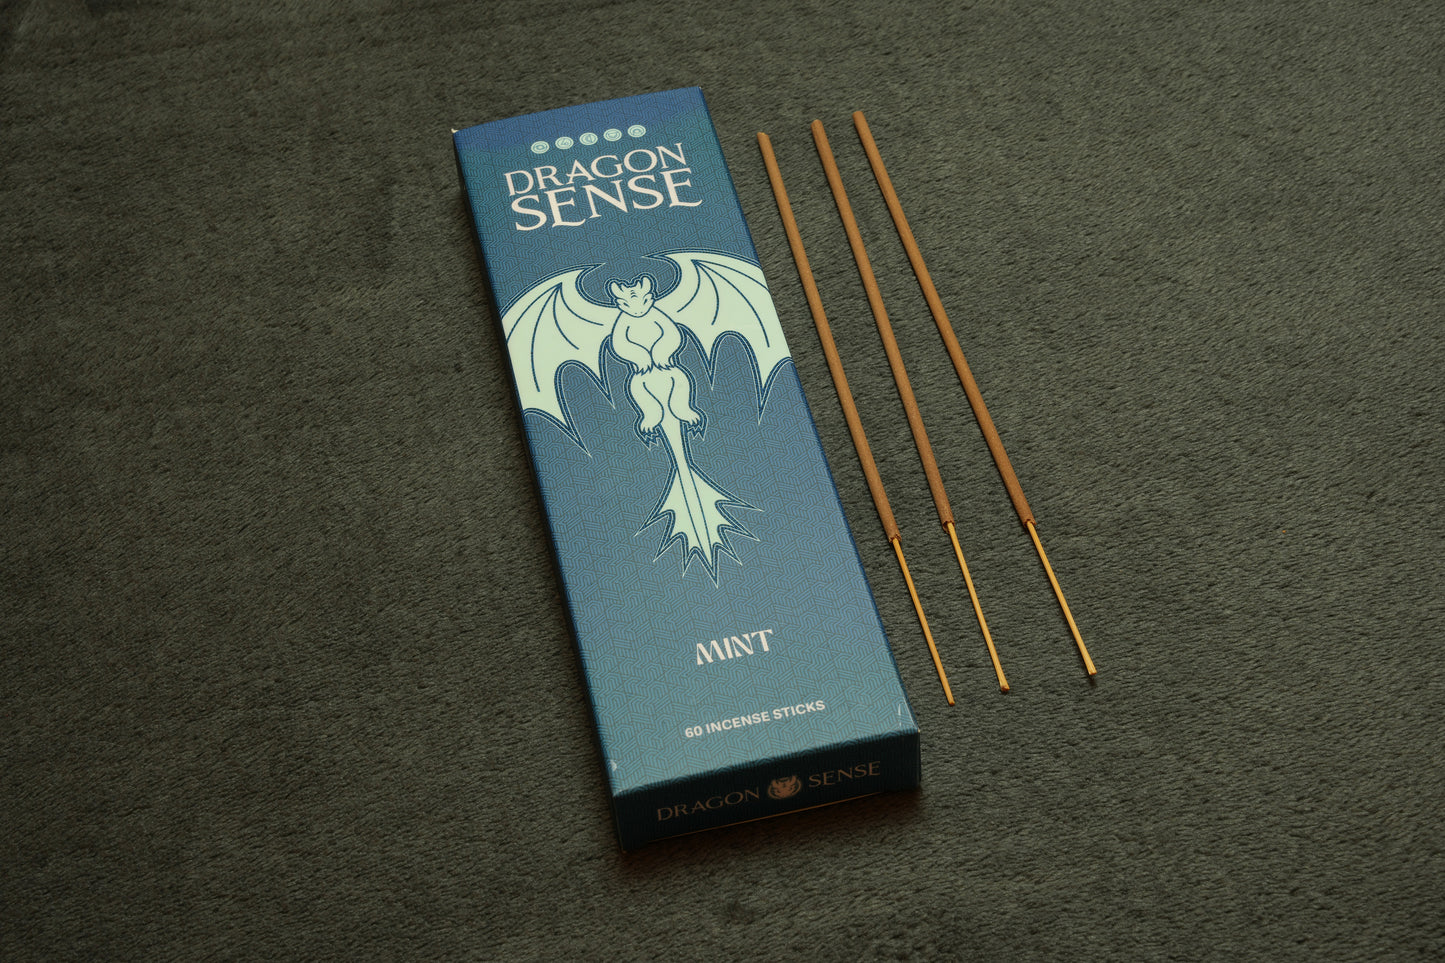 DRAGON
SENSE
MINT
60 INCENSE STICKS
DRAGON SENSE